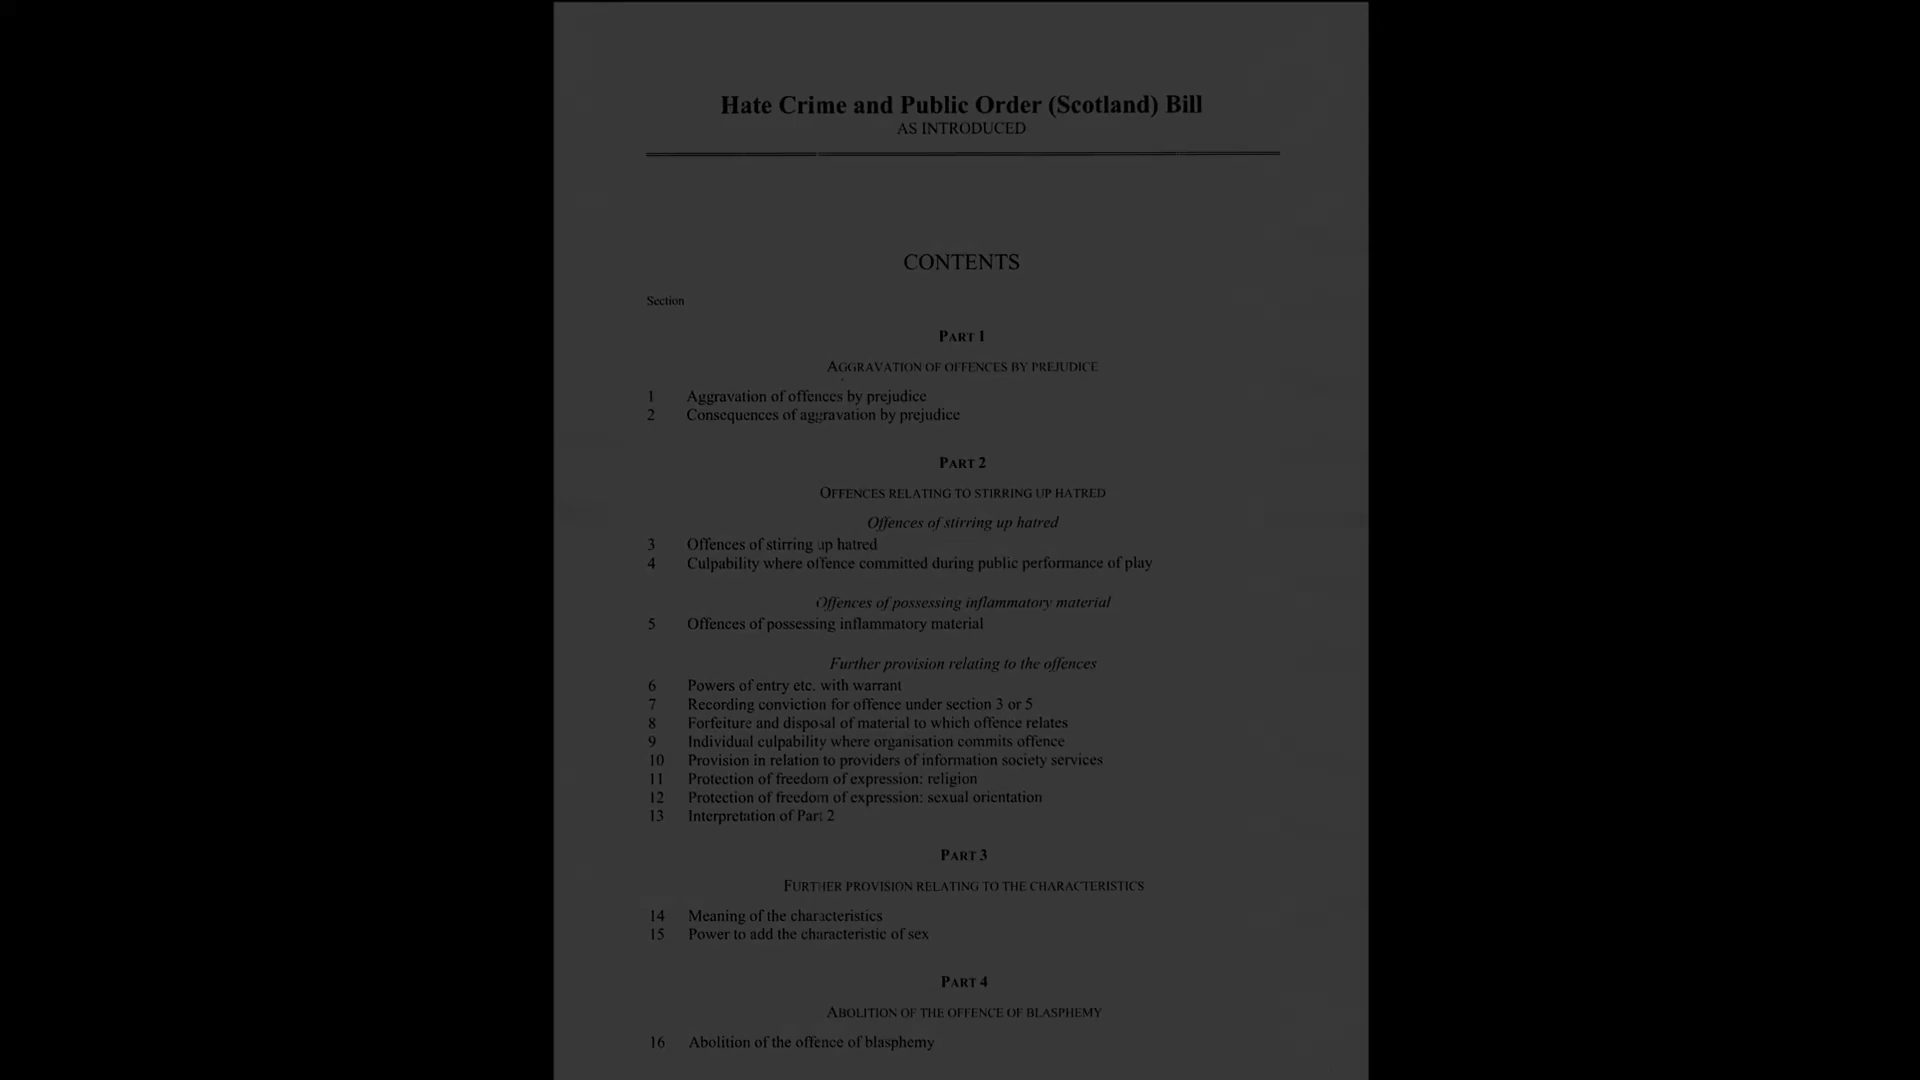 Hate Crime and Public Order (Scotland) Bill
AS INTRODUCED
CONTENTS
Section
PART 1
AGGRAVATION OF OFFENCES BY PREJUDICE
1 Aggravation of offences by prejudice
2 Consequences of aggravation by prejudice
PART 2
OFFENCES RELATING TO STIRRING UP HATRED
Offences of stirring up hatred
3 Offences of stirring up hatred
4 Culpability where offence committed during public performance of play
Offences of possessing inflammatory material
5 Offences of possessing inflammatory material
Further provision relating to the offences
6 Powers of entry etc. with warrant
7 Recording conviction for offence under section 3 or 5
8 Forfeiture and disposal of material to which offence relates
9 Individual culpability where organisation commits offence
10 Provision in relation to providers of information society services
11 Protection of freedom of expression: religion
12 Protection of freedom of expression: sexual orientation
13 Interpretation of Part 2
PART 3
FURTHER PROVISION RELATING TO THE CHARACTERISTICS
14 Meaning of the characteristics
15 Power to add the characteristic of sex
PART 4
ABOLITION OF THE OFFENCE OF BLASPHEMY
16 Abolition of the offence of blasphemy